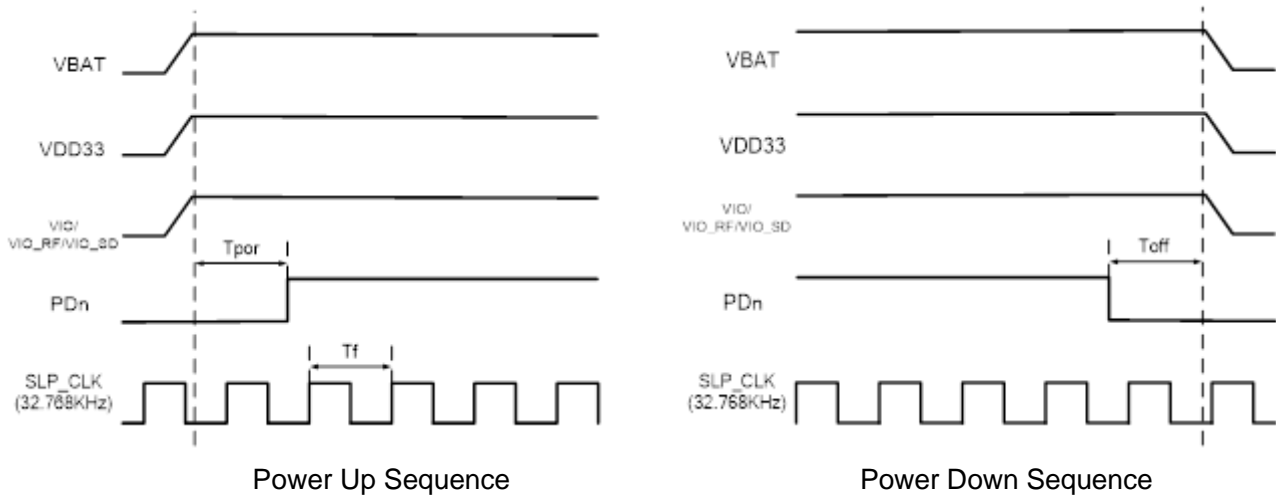 VBAT
VDD33
VIO/
VIO_RF/VIO_SD
Tpor
PDn
Tf
SLP_CLK
(32.768KHz)
Power Up Sequence
VBAT
VDD33
VIO/
VIO_RF/VIO_SD
Toff
PDn
SLP_CLK
(32.768KHz)
Power Down Sequence